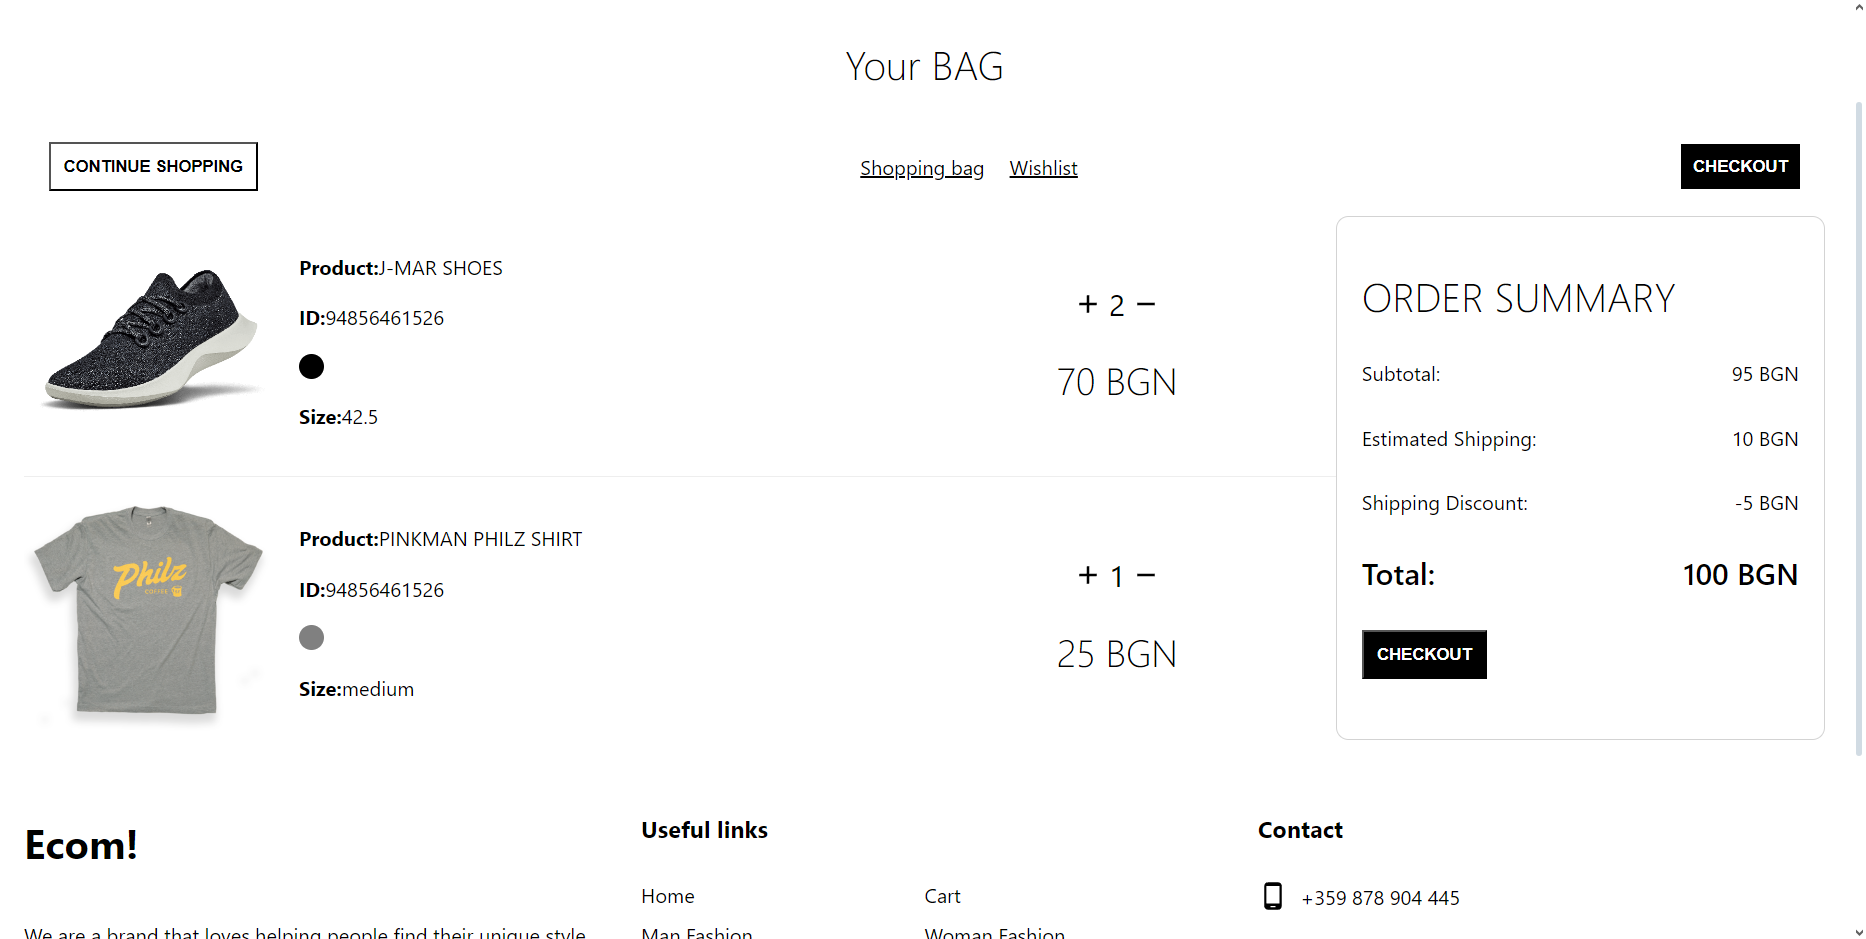 Your BAG
CONTINUE SHOPPING
Shopping bag Wishlist
CHECKOUT
Product:J-MAR SHOES
ID:94856461526
Size:42.5
+ 2 −
70 BGN
Philz
COFFEE
Product:PINKMAN PHILZ SHIRT
ID:94856461526
Size:medium
+ 1 −
25 BGN
ORDER SUMMARY
Subtotal: 95 BGN
Estimated Shipping: 10 BGN
Shipping Discount: -5 BGN
Total: 100 BGN
CHECKOUT
Ecom!
We are a brand that loves helping people find their unique style
Useful links
Home Cart
Man Fashion Woman Fashion
Contact
+359 878 904 445